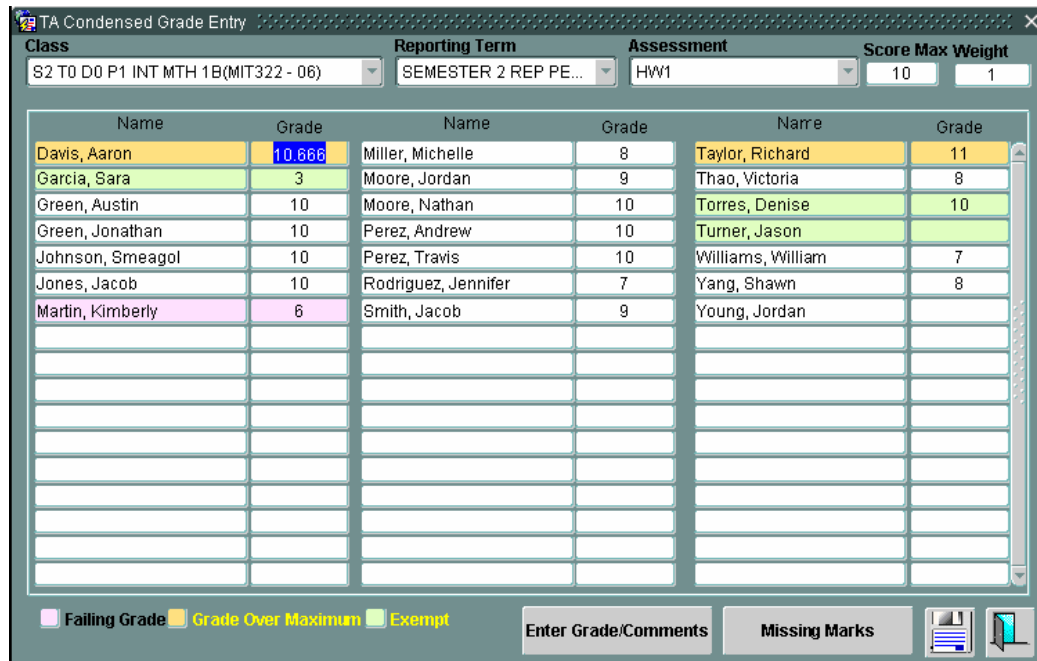 TA Condensed Grade Entry
Class Reporting Term Assessment Score Max Weight
S2 T0 D0 P1 INT MTH 1B(MIT322 - 06) SEMESTER 2 REP PE... HW1 10 1
Name Grade Name Grade Name Grade
Davis, Aaron 10.666 Miller, Michelle 8 Taylor, Richard 11
Garcia, Sara 3 Moore, Jordan 9 Thao, Victoria 8
Green, Austin 10 Moore, Nathan 10 Torres, Denise 10
Green, Jonathan 10 Perez, Andrew 10 Turner, Jason
Johnson, Smeagol 10 Perez, Travis 10 Williams, William 7
Jones, Jacob 10 Rodriguez, Jennifer 7 Yang, Shawn 8
Martin, Kimberly 6 Smith, Jacob 9 Young, Jordan
Failing Grade Grade Over Maximum Exempt
Enter Grade/Comments Missing Marks